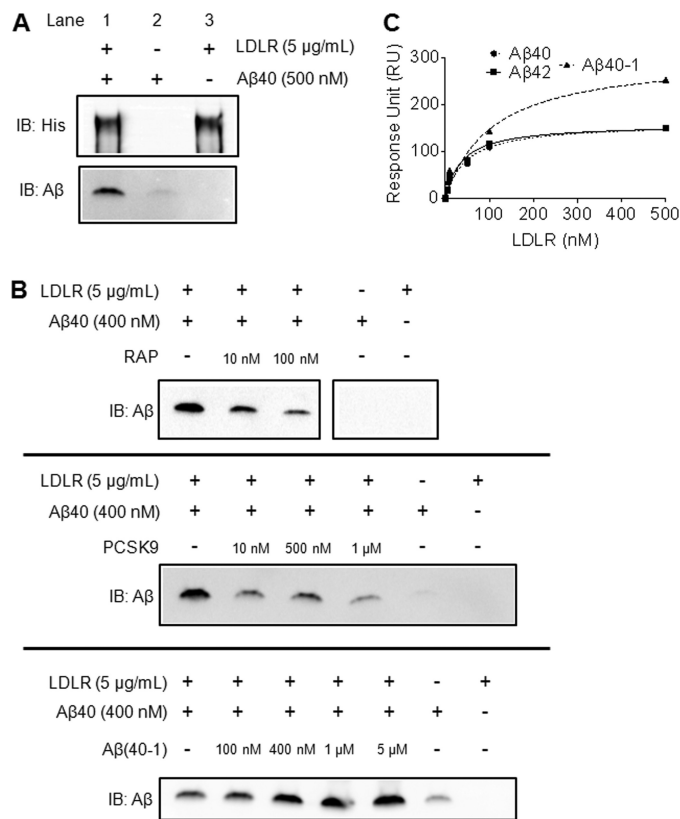 A
Lane 1 2 3
+ - + LDLR (5 µg/mL)
+ + - Aβ40 (500 nM)
IB: His
IB: Aβ
C
Aβ40
Aβ42
Aβ40-1
Response Unit (RU)
300
200
100
0
0 100 200 300 400 500
LDLR (nM)
B
LDLR (5 µg/mL) + + + - +
Aβ40 (400 nM) + + + + -
RAP - 10 nM 100 nM - -
IB: Aβ
LDLR (5 µg/mL) + + + + - +
Aβ40 (400 nM) + + + + + -
PCSK9 - 10 nM 500 nM 1 µM - -
IB: Aβ
LDLR (5 µg/mL) + + + + + - +
Aβ40 (400 nM) + + + + + + -
Aβ(40-1) - 100 nM 400 nM 1 µM 5 µM - -
IB: Aβ